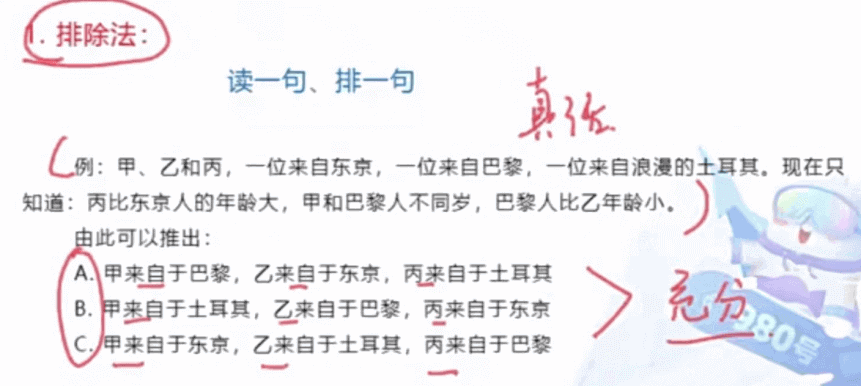 1. 排除法：
读一句、排一句
真话
例：甲、乙和丙，一位来自东京，一位来自巴黎，一位来自浪漫的土耳其。现在只
知道：丙比东京人的年龄大，甲和巴黎人不同岁，巴黎人比乙年龄小。
由此可以推出：
A. 甲来自于巴黎，乙来自于东京，丙来自于土耳其
B. 甲来自于土耳其，乙来自于巴黎，丙来自于东京
C. 甲来自于东京，乙来自于土耳其，丙来自于巴黎
充分
980号